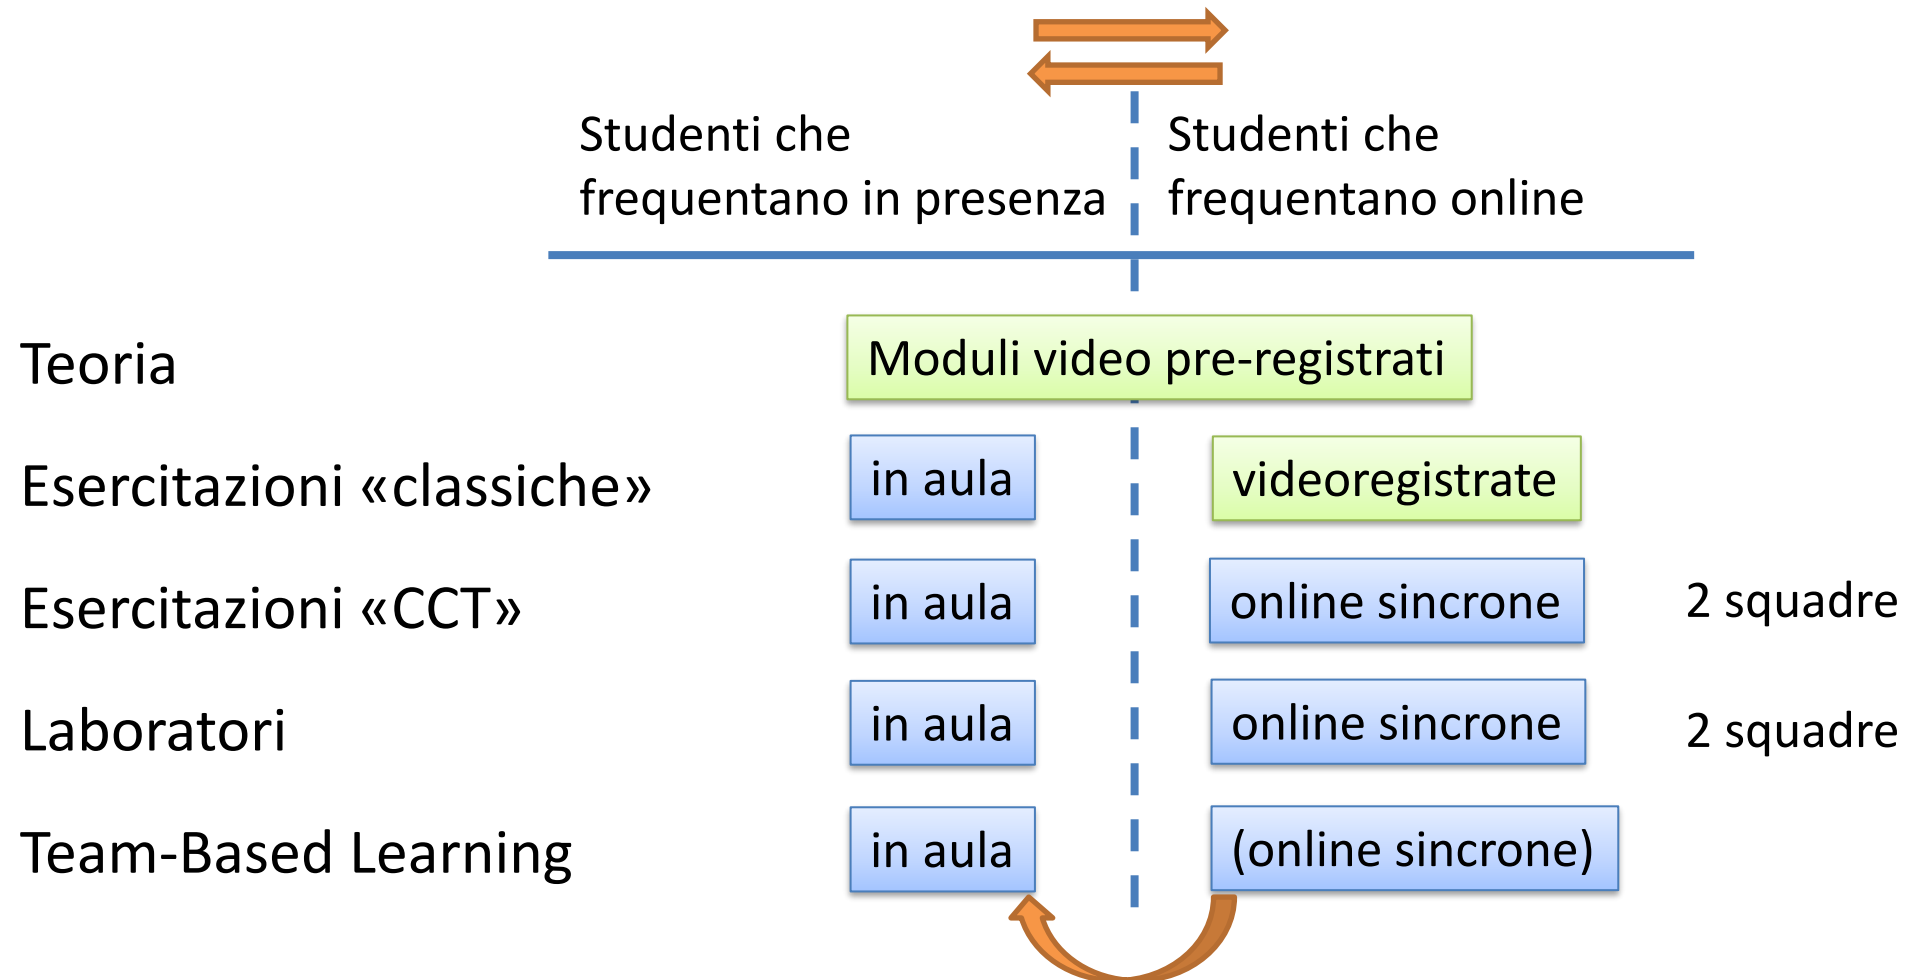 Studenti che
frequentano in presenza
Studenti che
frequentano online
Teoria
Moduli video pre-registrati
Esercitazioni «classiche»
in aula
videoregistrate
Esercitazioni «CCT»
in aula
online sincrone
2 squadre
Laboratori
in aula
online sincrone
2 squadre
Team-Based Learning
in aula
(online sincrone)